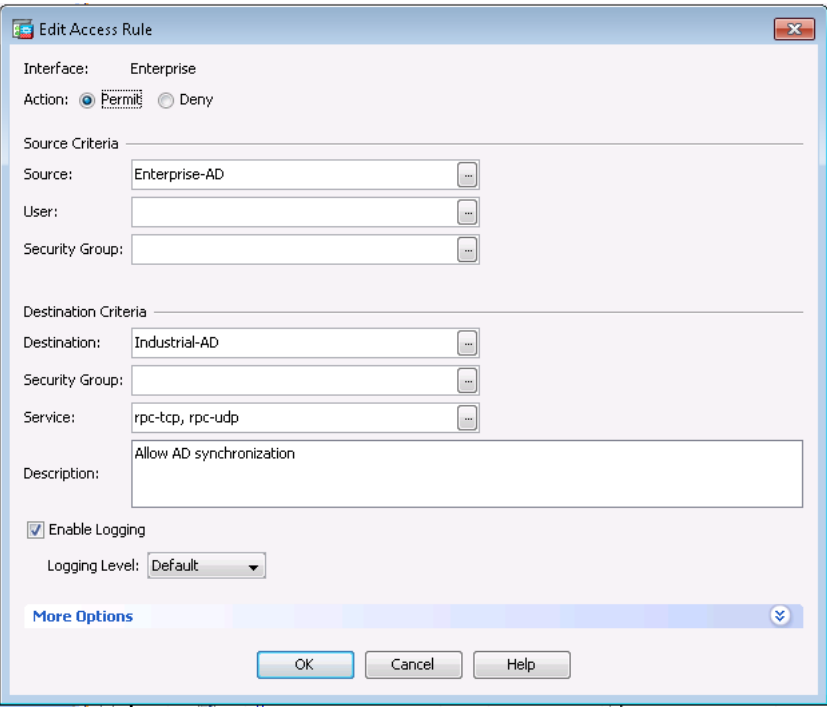 Edit Access Rule
Interface: Enterprise
Action: Permit Deny
Source Criteria
Source: Enterprise-AD ...
User: ...
Security Group: ...
Destination Criteria
Destination: Industrial-AD ...
Security Group: ...
Service: rpc-tcp, rpc-udp ...
Allow AD synchronization
Description:
Enable Logging
Logging Level: Default
More Options
OK Cancel Help